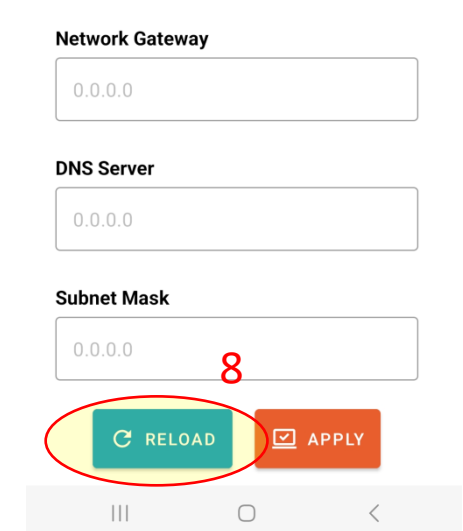 Network Gateway
0.0.0.0
DNS Server
0.0.0.0
Subnet Mask
0.0.0.0
8
RELOAD
APPLY